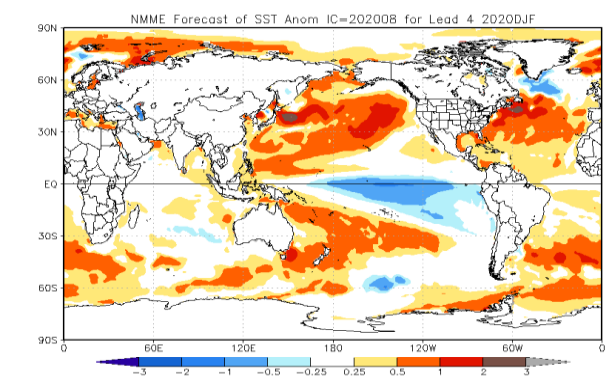 NMME Forecast of SST Anom IC=202008 for Lead 4 2020DJF
90N
60N
30N
EQ
30S
60S
90S
0 60E 120E 180 120W 60W 0
-3 -2 -1 -0.5 -0.25 0.25 0.5 1 2 3